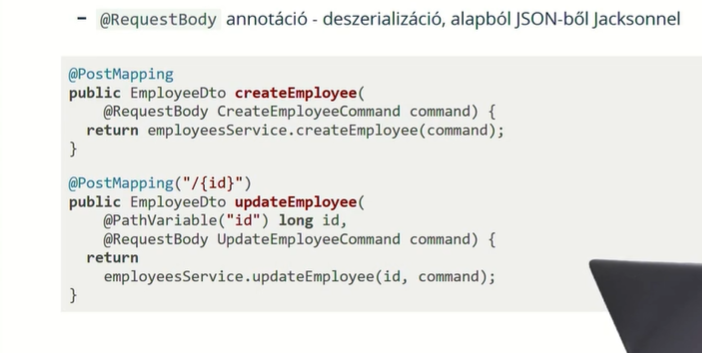 – @RequestBody annotáció - deszerializáció, alapból JSON-ből Jacksonnel
@PostMapping
public EmployeeDto createEmployee(
    @RequestBody CreateEmployeeCommand command) {
  return employeesService.createEmployee(command);
}
@PostMapping("/{id}")
public EmployeeDto updateEmployee(
    @PathVariable("id") long id,
    @RequestBody UpdateEmployeeCommand command) {
  return
    employeesService.updateEmployee(id, command);
}